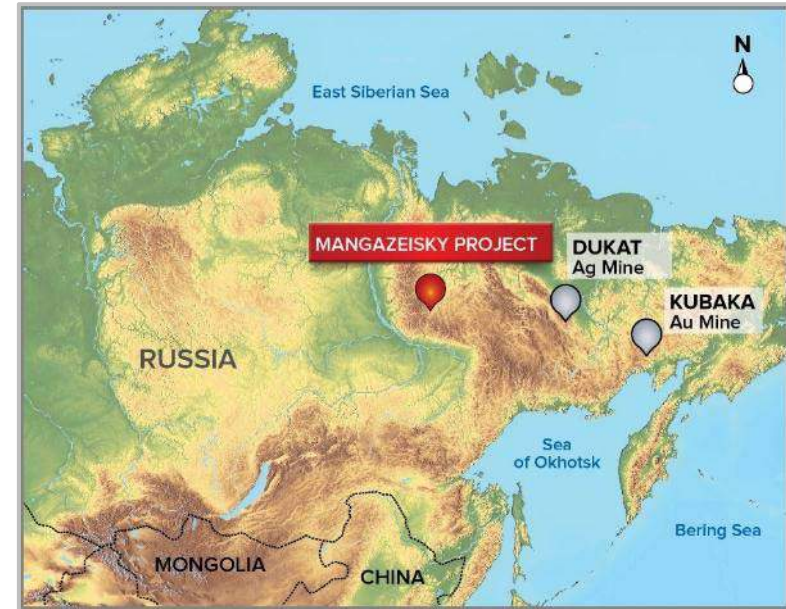 N
East Siberian Sea
MANGAZEISKY PROJECT
DUKAT
Ag Mine
KUBAKA
Au Mine
RUSSIA
Sea
of Okhotsk
Bering Sea
MONGOLIA
CHINA